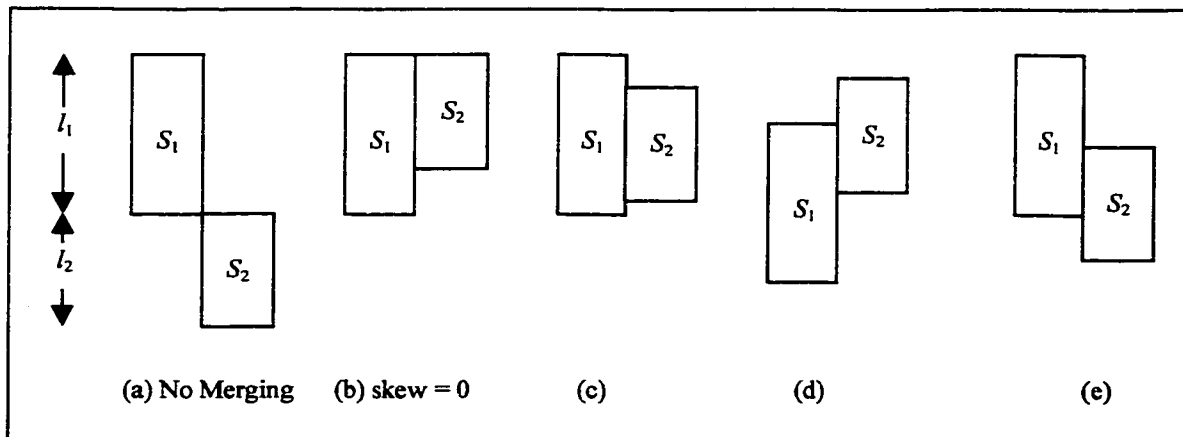 l₁
l₂
S₁
S₂
S₁
S₂
S₁
S₂
S₁
S₂
S₁
S₂
(a) No Merging
(b) skew = 0
(c)
(d)
(e)